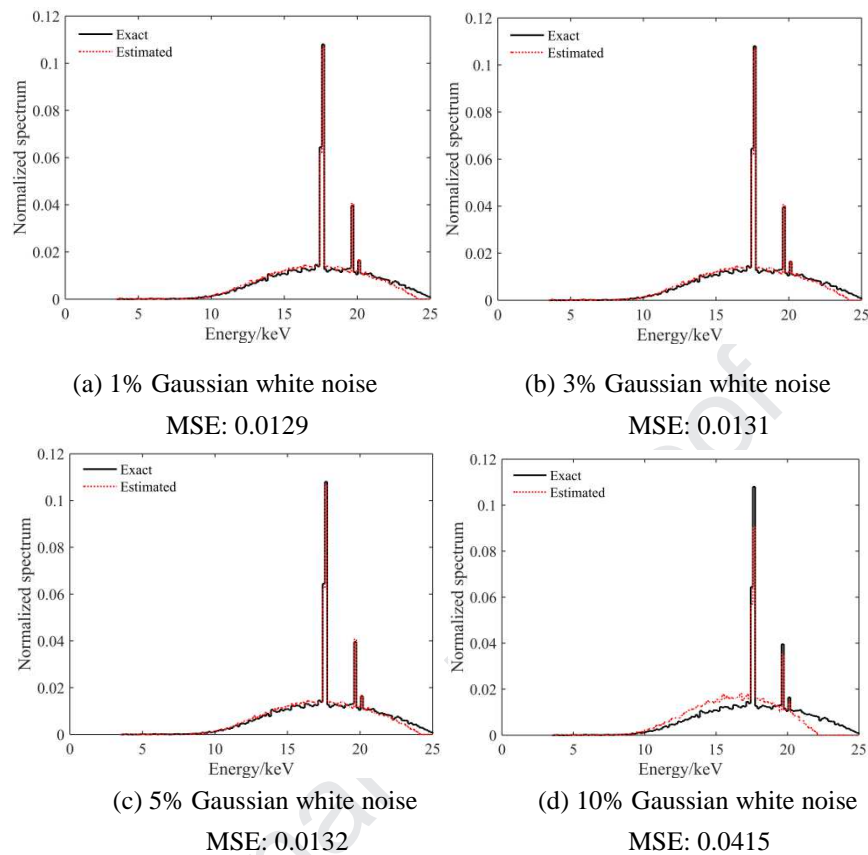 0.12
Exact
Estimated
0.1
0.08
0.06
0.04
0.02
0
Normalized spectrum
0 5 10 15 20 25
Energy/keV
(a) 1% Gaussian white noise
MSE: 0.0129
0.12
Exact
Estimated
0.1
0.08
0.06
0.04
0.02
0
Normalized spectrum
0 5 10 15 20 25
Energy/keV
(b) 3% Gaussian white noise
MSE: 0.0131
0.12
Exact
Estimated
0.1
0.08
0.06
0.04
0.02
0
Normalized spectrum
0 5 10 15 20 25
Energy/keV
(c) 5% Gaussian white noise
MSE: 0.0132
0.12
Exact
Estimated
0.1
0.08
0.06
0.04
0.02
0
Normalized spectrum
0 5 10 15 20 25
Energy/keV
(d) 10% Gaussian white noise
MSE: 0.0415